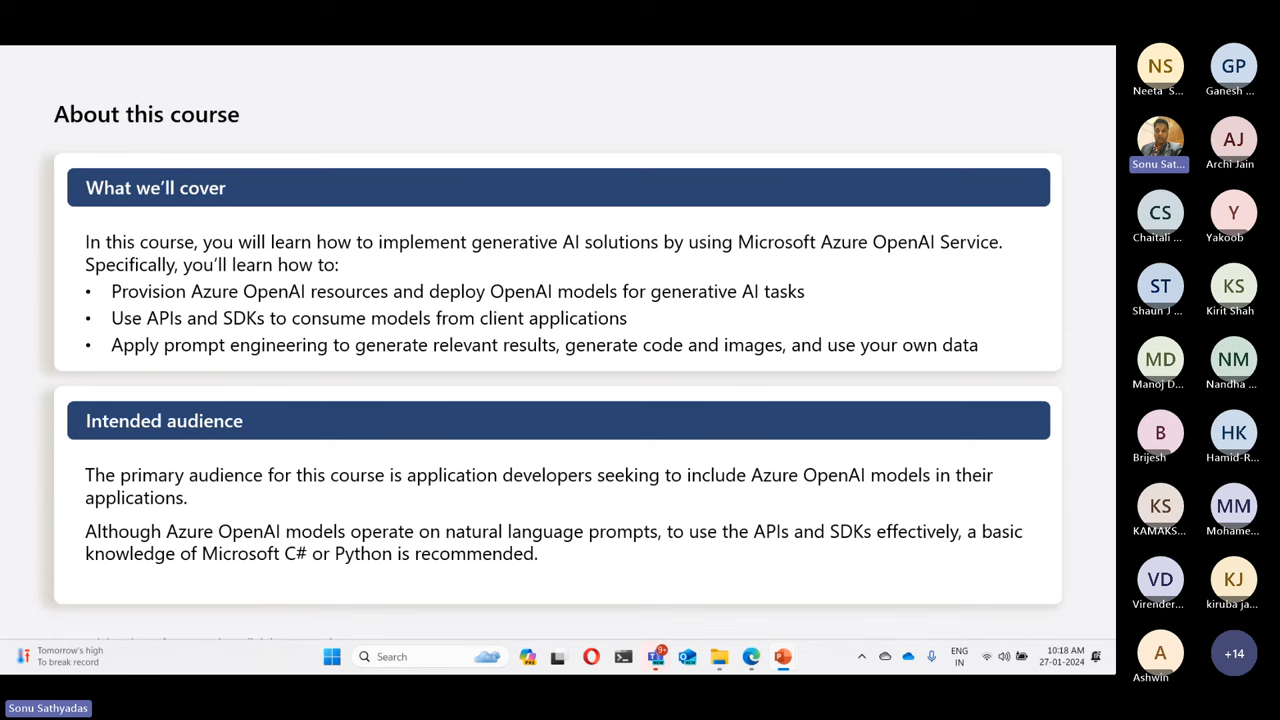 About this course
What we'll cover
In this course, you will learn how to implement generative AI solutions by using Microsoft Azure OpenAI Service.
Specifically, you'll learn how to:
• Provision Azure OpenAI resources and deploy OpenAI models for generative AI tasks
• Use APIs and SDKs to consume models from client applications
• Apply prompt engineering to generate relevant results, generate code and images, and use your own data
Intended audience
The primary audience for this course is application developers seeking to include Azure OpenAI models in their
applications.
Although Azure OpenAI models operate on natural language prompts, to use the APIs and SDKs effectively, a basic
knowledge of Microsoft C# or Python is recommended.
Tomorrow's high
To break record
Search
9+
ENG
IN
10:18 AM
27-01-2024
NS
Neeta S...
GP
Ganesh ...
Sonu Sat...
AJ
Archi Jain
CS
Chaitali ...
Y
Yakoob
ST
Shaun J ...
KS
Kirit Shah
MD
Manoj D...
NM
Nandha ...
B
Brijesh
HK
Hamid-R...
KS
KAMAKS...
MM
Mohame...
VD
Virender...
KJ
kiruba ja...
A
Ashwin
+14
Sonu Sathyadas